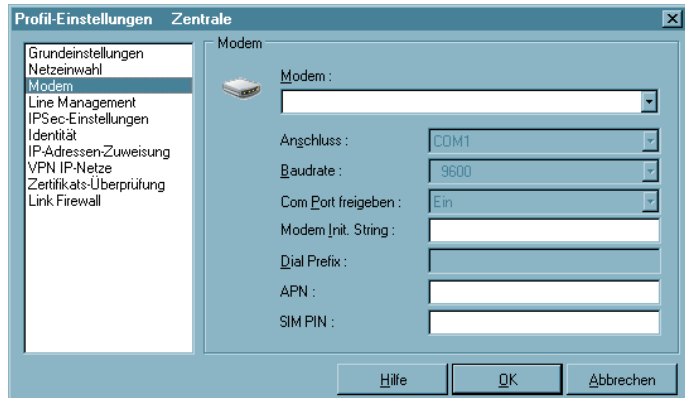 Profil-Einstellungen Zentrale
Grundeinstellungen
Netzeinwahl
Modem
Line Management
IPSec-Einstellungen
Identität
IP-Adressen-Zuweisung
VPN IP-Netze
Zertifikats-Überprüfung
Link Firewall
Modem
Modem :
Anschluss : COM1
Baudrate : 9600
Com Port freigeben : Ein
Modem Init. String :
Dial Prefix :
APN :
SIM PIN :
Hilfe OK Abbrechen